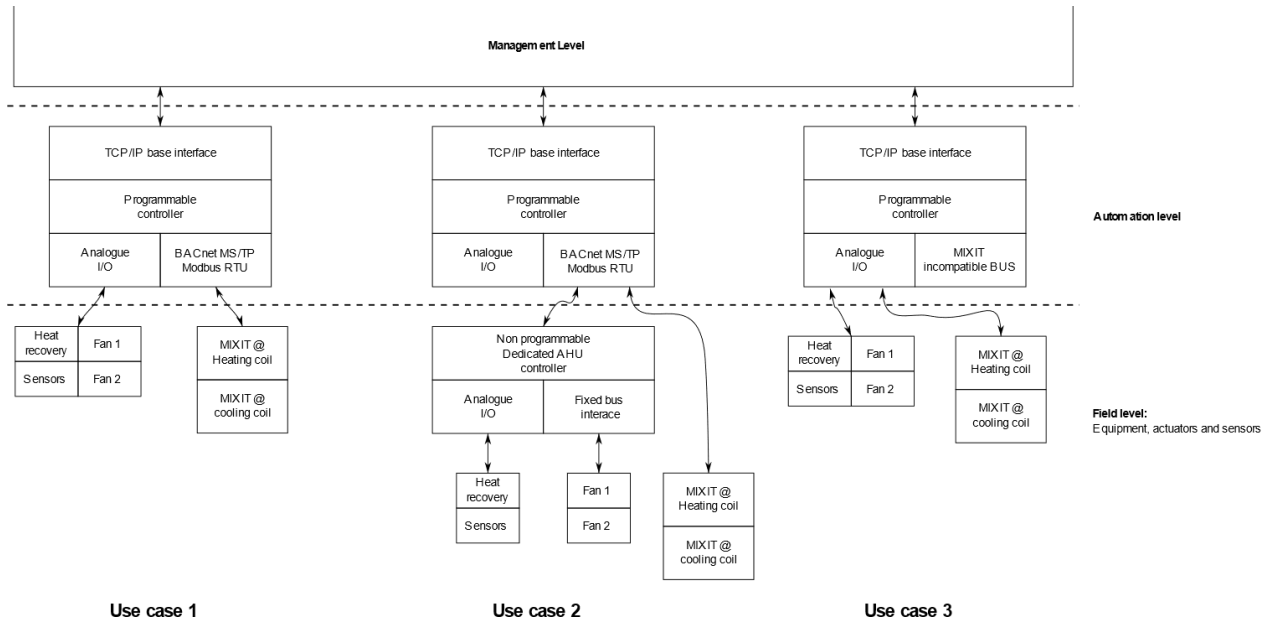 Management Level
TCP/IP base interface
Programmable
controller
Analogue
I/O
BACnet MS/TP
Modbus RTU
TCP/IP base interface
Programmable
controller
Analogue
I/O
BACnet MS/TP
Modbus RTU
TCP/IP base interface
Programmable
controller
Analogue
I/O
MIXIT
incompatible BUS
Automation level
Heat
recovery
Fan 1
Sensors
Fan 2
MIXIT @
Heating coil
MIXIT @
cooling coil
Non programmable
Dedicated AHU
controller
Analogue
I/O
Fixed bus
interace
Heat
recovery
Sensors
Fan 1
Fan 2
MIXIT @
Heating coil
MIXIT @
cooling coil
Heat
recovery
Fan 1
Sensors
Fan 2
MIXIT @
Heating coil
MIXIT @
cooling coil
Field level:
Equipment, actuators and sensors
Use case 1
Use case 2
Use case 3